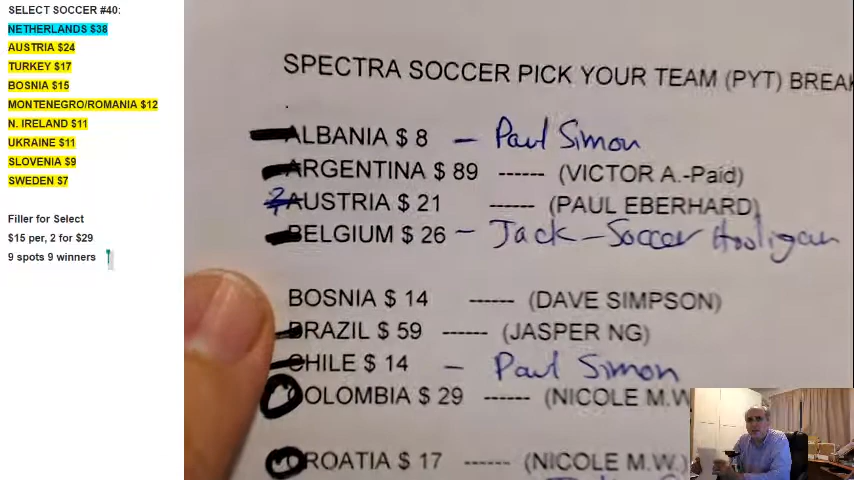 SELECT SOCCER #40:
NETHERLANDS $38
AUSTRIA $24
TURKEY $17
BOSNIA $15
MONTENEGRO/ROMANIA $12
N. IRELAND $11
UKRAINE $11
SLOVENIA $9
SWEDEN $7
Filler for Select
$15 per, 2 for $29
9 spots 9 winners
SPECTRA SOCCER PICK YOUR TEAM (PYT) BREAK
ALBANIA $ 8 – Paul Simon
ARGENTINA $ 89 ------ (VICTOR A.-Paid)
? AUSTRIA $ 21 ------ (PAUL EBERHARD)
BELGIUM $ 26 – Jack-Soccer Hooligan
BOSNIA $ 14 ------ (DAVE SIMPSON)
BRAZIL $ 59 ------ (JASPER NG)
CHILE $ 14 – Paul Simon
COLOMBIA $ 29 ------ (NICOLE M.W
CROATIA $ 17 ------ (NICOLE M.W.)